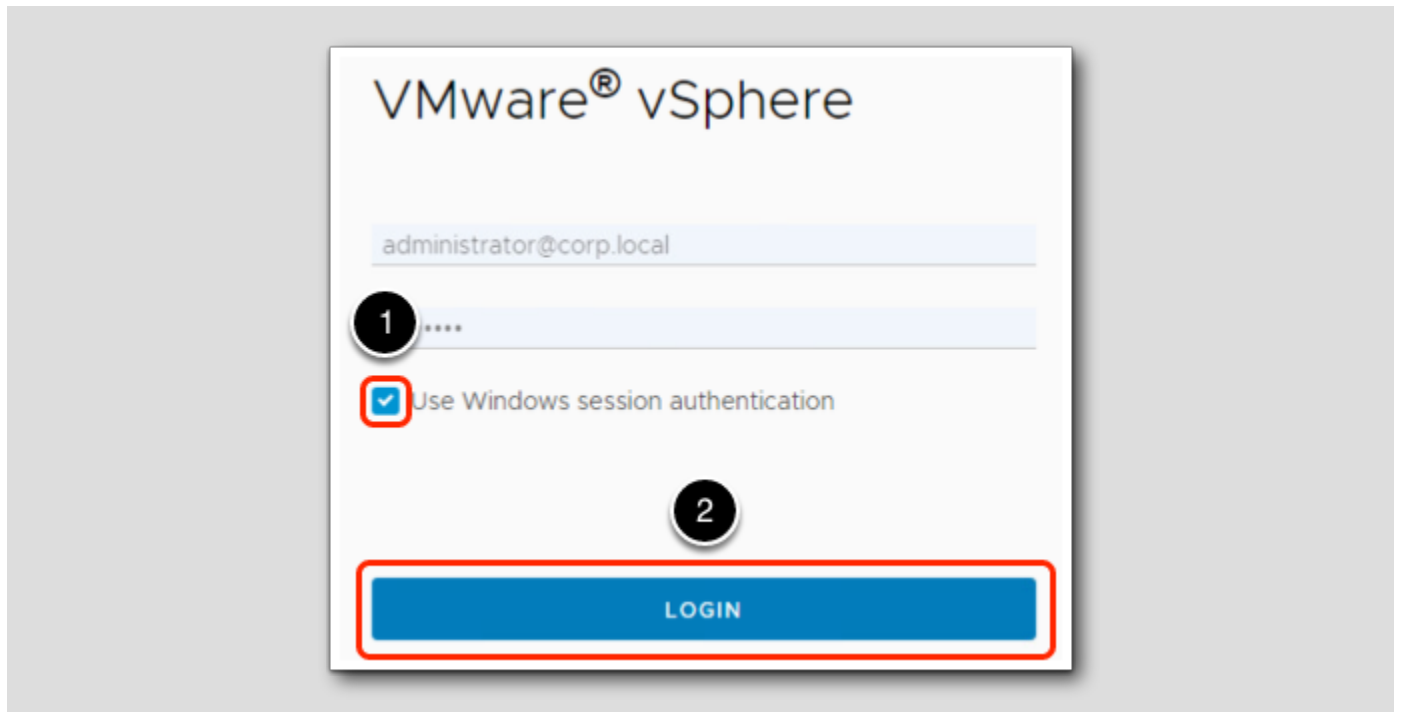 VMware® vSphere
administrator@corp.local
1
Use Windows session authentication
2
LOGIN